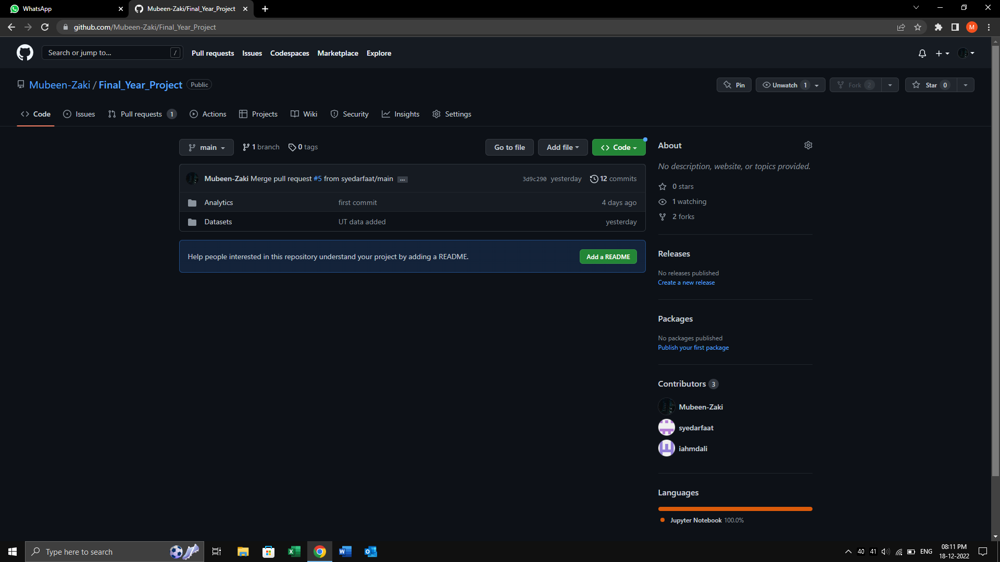 WhatsApp
Mubeen-Zaki/Final_Year_Project
github.com/Mubeen-Zaki/Final_Year_Project
M
Search or jump to...
/
Pull requests
Issues
Codespaces
Marketplace
Explore
Mubeen-Zaki / Final_Year_Project Public
Pin
Unwatch 1
Fork 2
Star 0
Code
Issues
Pull requests 1
Actions
Projects
Wiki
Security
Insights
Settings
main
1 branch
0 tags
Go to file
Add file
Code
Mubeen-Zaki Merge pull request #5 from syedarfaat/main ...
3d9c290 yesterday
12 commits
Analytics
first commit
4 days ago
Datasets
UT data added
yesterday
Help people interested in this repository understand your project by adding a README.
Add a README
About
No description, website, or topics provided.
0 stars
1 watching
2 forks
Releases
No releases published
Create a new release
Packages
No packages published
Publish your first package
Contributors 3
Mubeen-Zaki
syedarfaat
iahmdali
Languages
Jupyter Notebook 100.0%
Type here to search
40
41
ENG
08:11 PM
18-12-2022